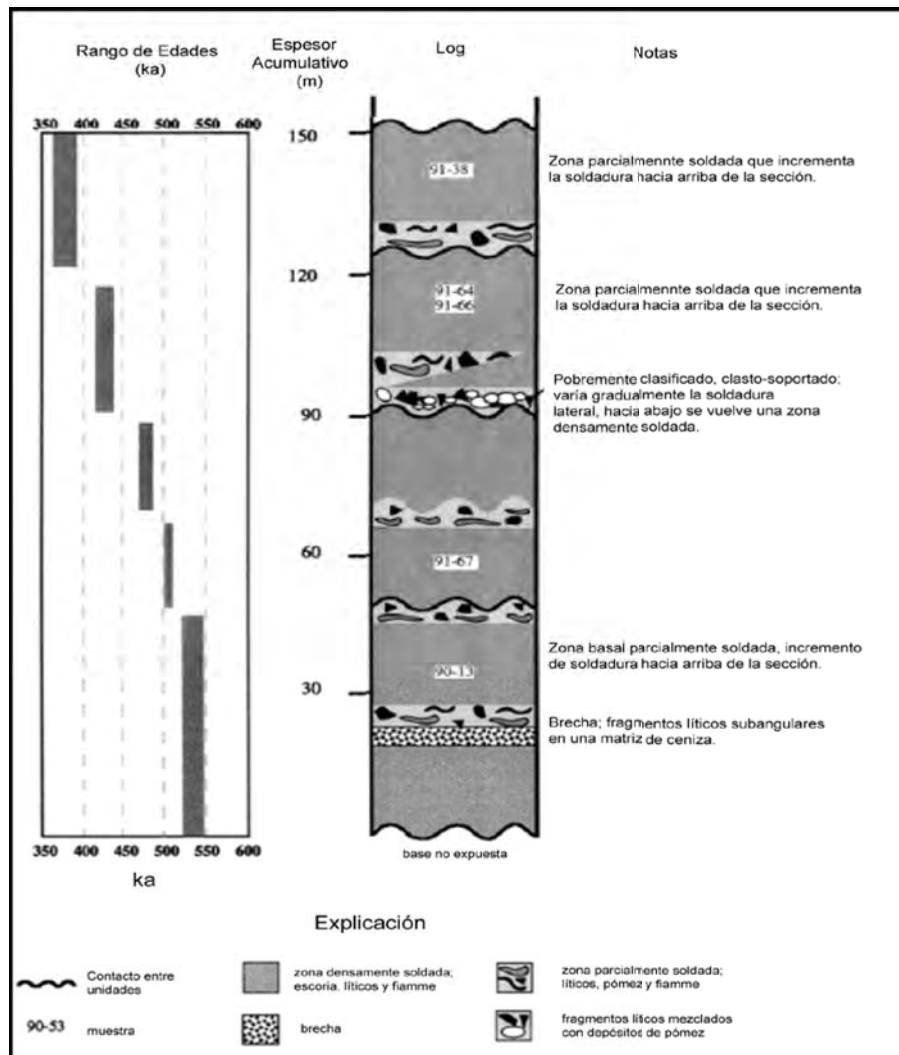 Rango de Edades
(ka)
Espesor
Acumulativo
(m)
Log
Notas
350 400 450 500 550 600
150
91-38
Zona parcialmennte soldada que incrementa
la soldadura hacia arriba de la sección.
120
91-64
91-66
Zona parcialmennte soldada que incrementa
la soldadura hacia arriba de la sección.
Pobremente clasificado, clasto-soportado;
varía gradualmente la soldadura
lateral, hacia abajo se vuelve una zona
densamente soldada.
90
60
91-67
Zona basal parcialmente soldada, incremento
de soldadura hacia arriba de la sección.
90-13
30
Brecha; fragmentos líticos subangulares
en una matriz de ceniza.
350 400 450 500 550 600
ka
base no expuesta
Explicación
Contacto entre
unidades
zona densamente soldada;
escoria, líticos y fiamme
zona parcialmente soldada;
líticos, pómez y fiamme
90-53 muestra
brecha
fragmentos líticos mezclados
con depósitos de pómez